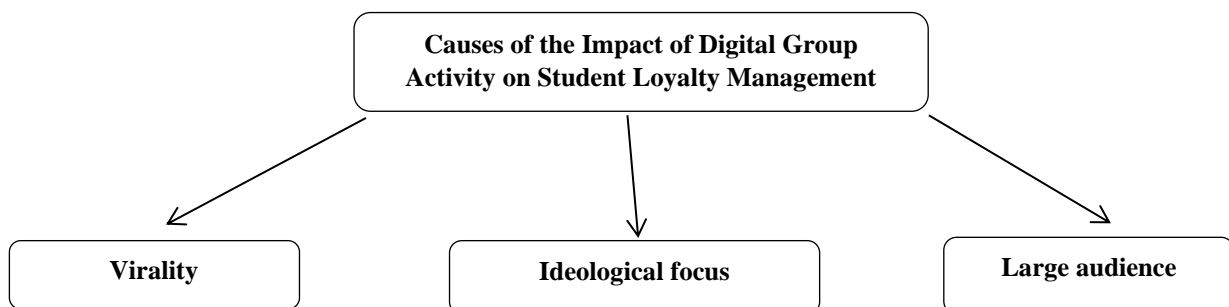 Causes of the Impact of Digital Group
Activity on Student Loyalty Management
Virality
Ideological focus
Large audience